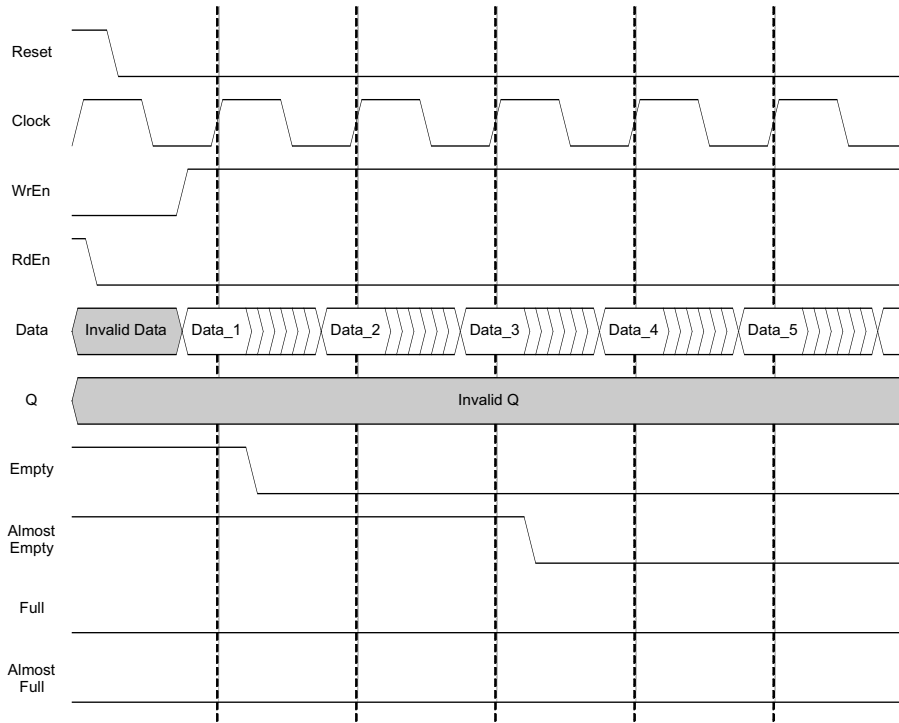 Reset
Clock
WrEn
RdEn
Data
Invalid Data
Data_1
Data_2
Data_3
Data_4
Data_5
Q
Invalid Q
Empty
Almost
Empty
Full
Almost
Full